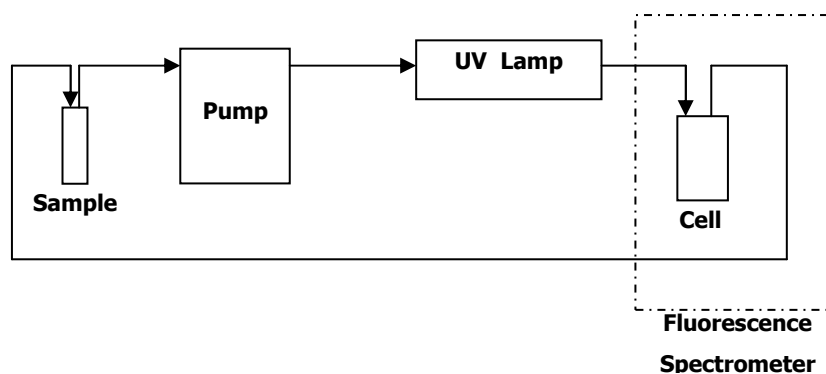 UV Lamp
Pump
Sample
Cell
Fluorescence
Spectrometer